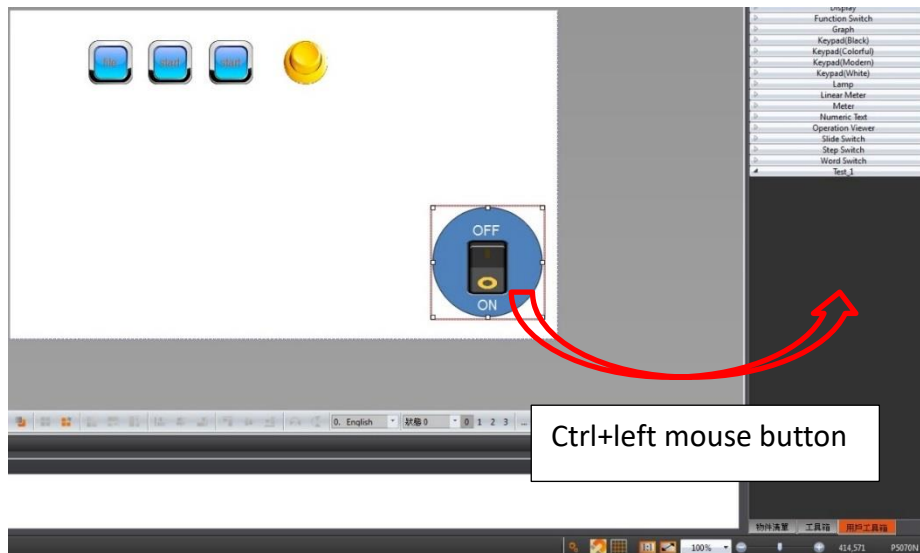 Display
Function Switch
Graph
Keypad(Black)
Keypad(Colorful)
Keypad(Modern)
Keypad(White)
Lamp
Linear Meter
Meter
Numeric Text
Operation Viewer
Slide Switch
Step Switch
Word Switch
Test_1
start
start
OFF
ON
0. English
狀態 0
0 1 2 3 ...
Ctrl+left mouse button
物件清單
工具箱
用戶工具箱
100%
414,571
P5070N